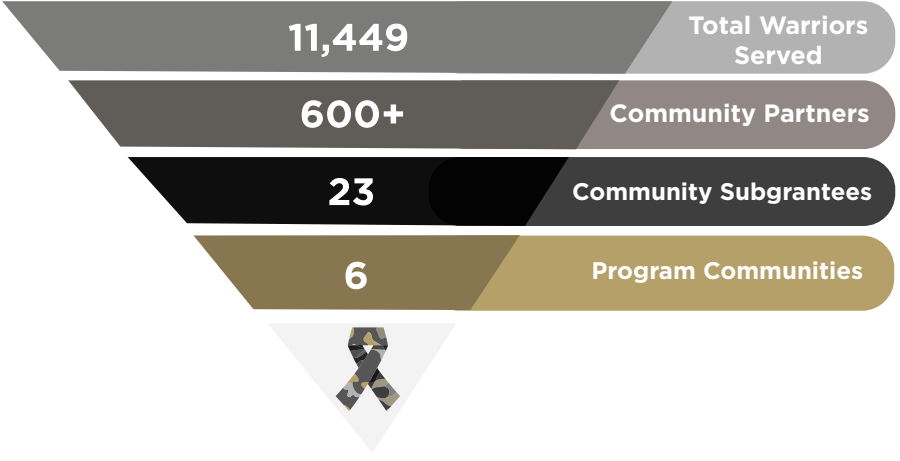 11,449
Total Warriors
Served
600+
Community Partners
23
Community Subgrantees
6
Program Communities